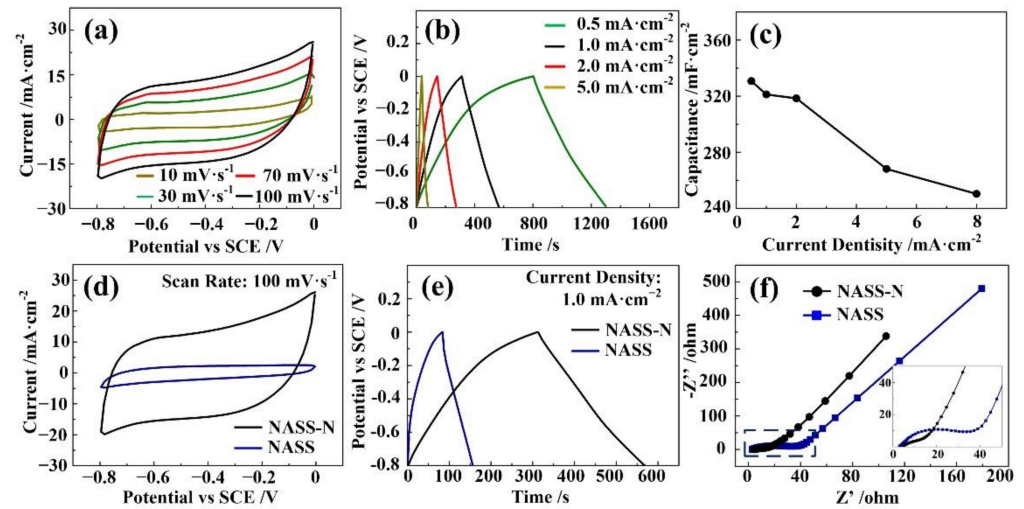 (a)
Current /mA·cm⁻²
30
15
0
−15
−30
10 mV·s⁻¹
70 mV·s⁻¹
30 mV·s⁻¹
100 mV·s⁻¹
−0.8
−0.6
−0.4
−0.2
0
Potential vs SCE /V
(b)
Potential vs SCE /V
0.2
0
−0.2
−0.4
−0.6
−0.8
0.5 mA·cm⁻²
1.0 mA·cm⁻²
2.0 mA·cm⁻²
5.0 mA·cm⁻²
0
400
800
1200
1600
Time /s
(c)
Capacitance /mF·cm⁻²
360
320
280
240
0
2
4
6
8
Current Dentisity /mA·cm⁻²
(d)
Scan Rate: 100 mV·s⁻¹
Current /mA·cm⁻²
30
20
10
0
−10
−20
−30
NASS-N
NASS
−0.8
−0.6
−0.4
−0.2
0
Potential vs SCE /V
(e)
Current Density:
1.0 mA·cm⁻²
Potential vs SCE /V
0.2
0
−0.2
−0.4
−0.6
−0.8
NASS-N
NASS
0
100
200
300
400
500
600
Time /s
(f)
-Z’’ /ohm
500
400
300
200
100
0
NASS-N
NASS
40
20
0
20
40
0
40
80
120
160
200
Z’ /ohm